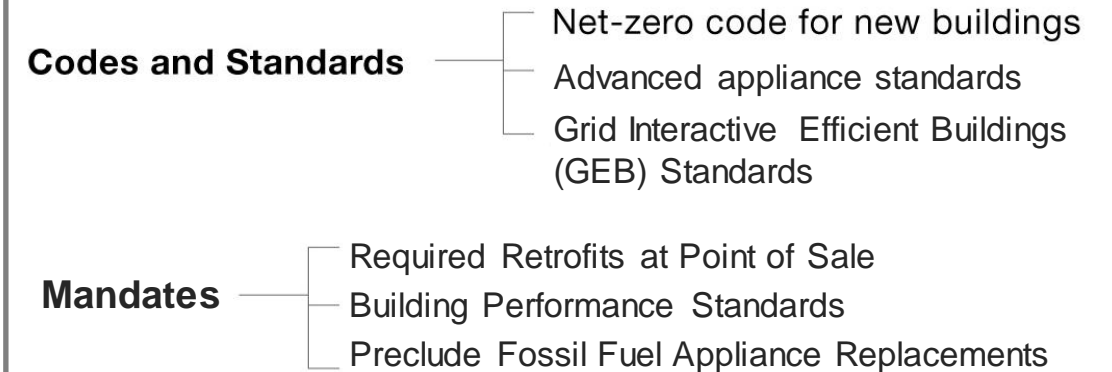 Codes and Standards
Net-zero code for new buildings
Advanced appliance standards
Grid Interactive Efficient Buildings
(GEB) Standards
Mandates
Required Retrofits at Point of Sale
Building Performance Standards
Preclude Fossil Fuel Appliance Replacements